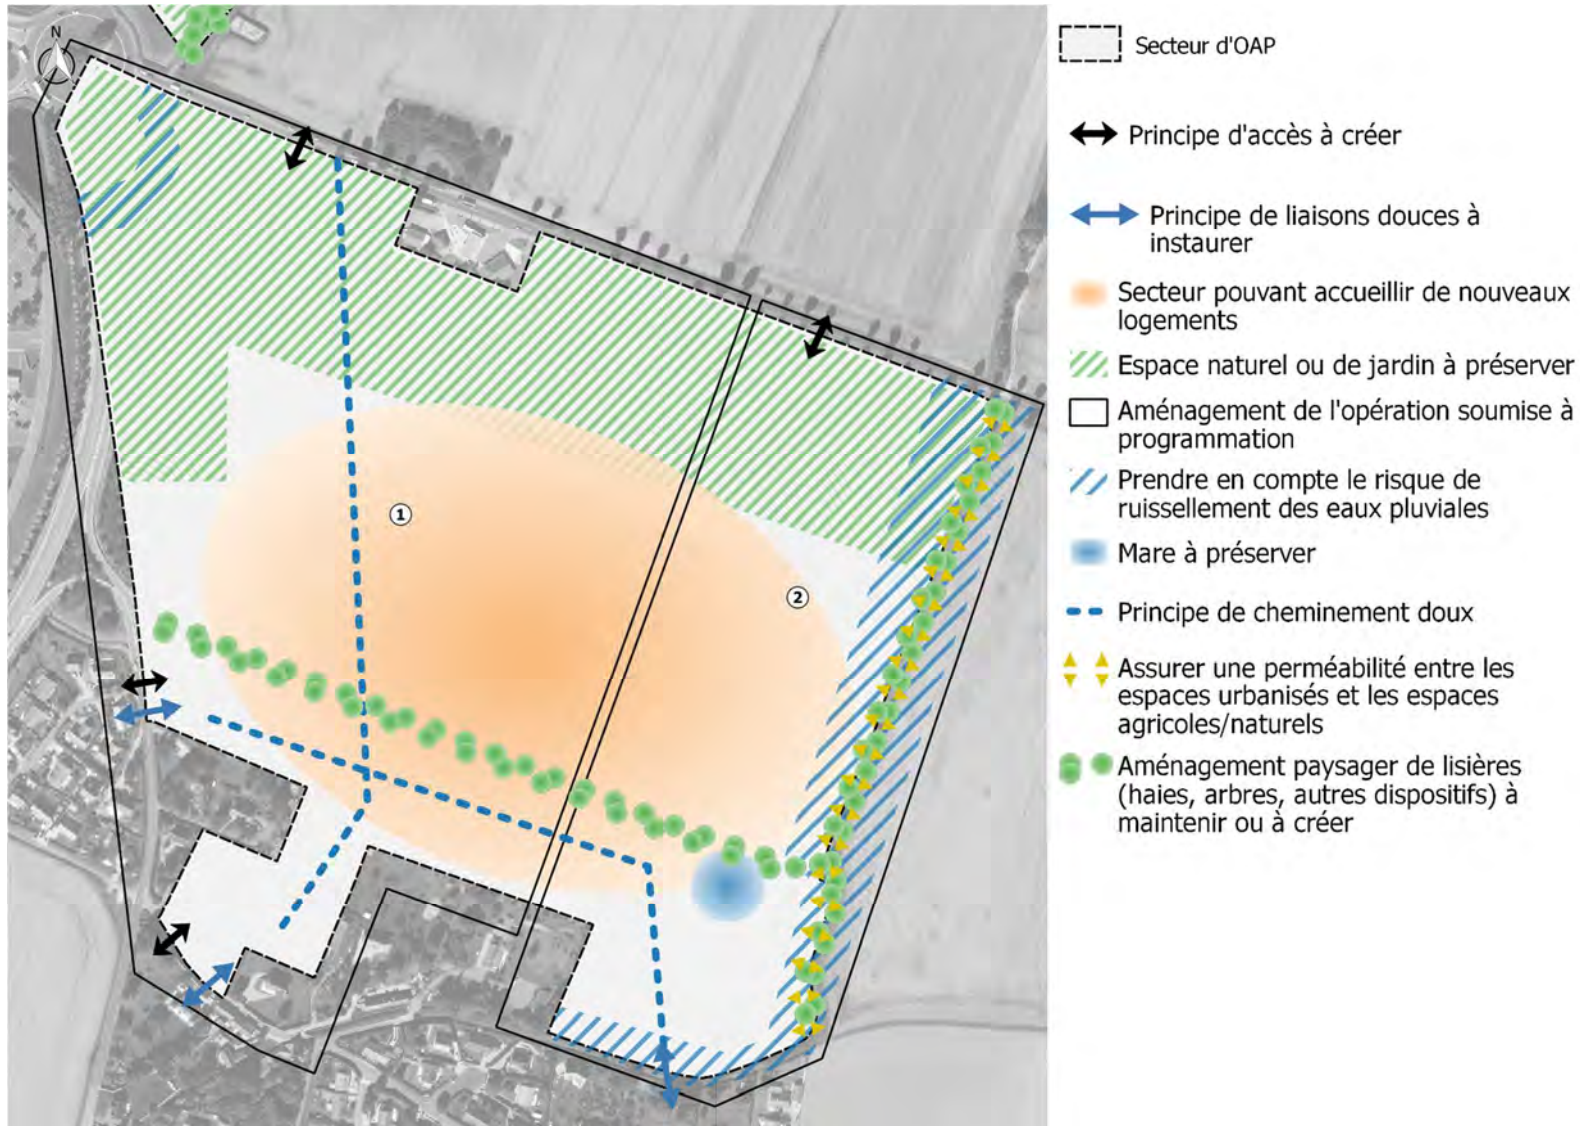 N
①
②
Secteur d'OAP
Principe d'accès à créer
Principe de liaisons douces à
instaurer
Secteur pouvant accueillir de nouveaux
logements
Espace naturel ou de jardin à préserver
Aménagement de l'opération soumise à
programmation
Prendre en compte le risque de
ruissellement des eaux pluviales
Mare à préserver
Principe de cheminement doux
Assurer une perméabilité entre les
espaces urbanisés et les espaces
agricoles/naturels
Aménagement paysager de lisières
(haies, arbres, autres dispositifs) à
maintenir ou à créer